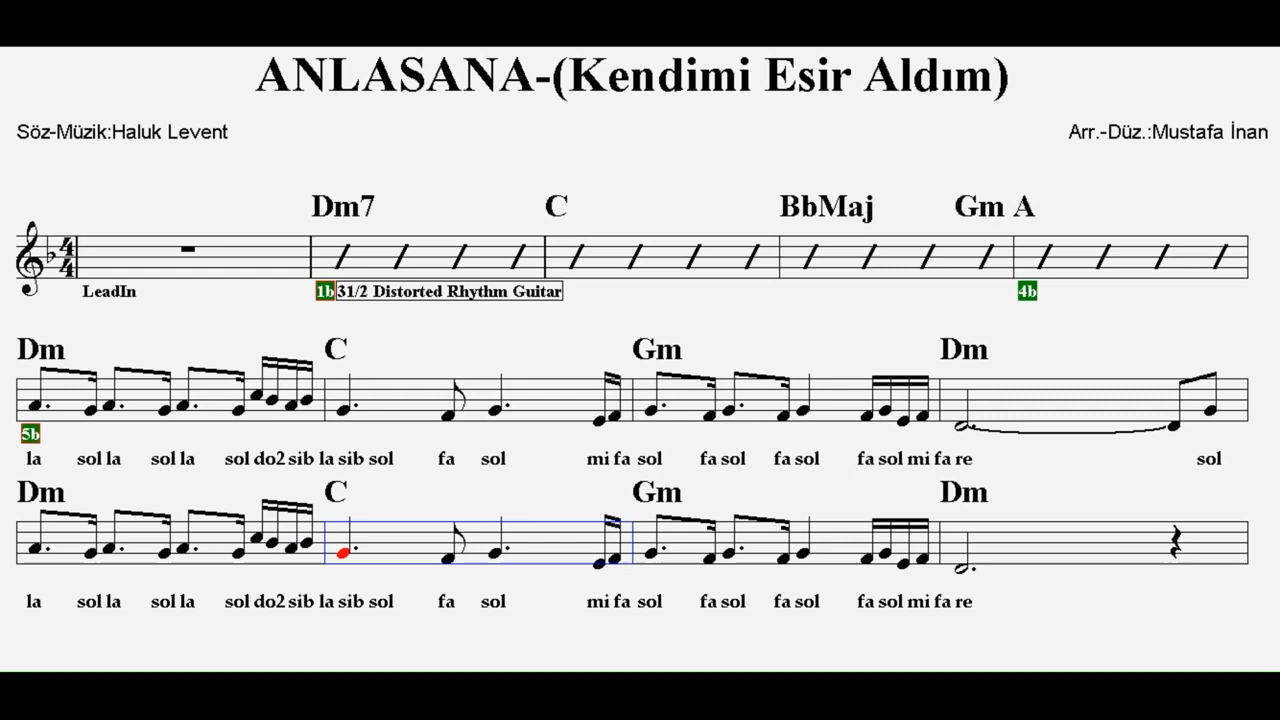 ANLASANA-(Kendimi Esir Aldım)
Söz-Müzik:Haluk Levent
Arr.-Düz.:Mustafa İnan
Dm7 C BbMaj Gm A
4
4
LeadIn 1b 31/2 Distorted Rhythm Guitar 4b
Dm C Gm Dm
5b
la sol la sol la sol do2 sib la sib sol fa sol mi fa sol fa sol fa sol fa sol mi fa re sol
Dm C Gm Dm
la sol la sol la sol do2 sib la sib sol fa sol mi fa sol fa sol fa sol fa sol mi fa re